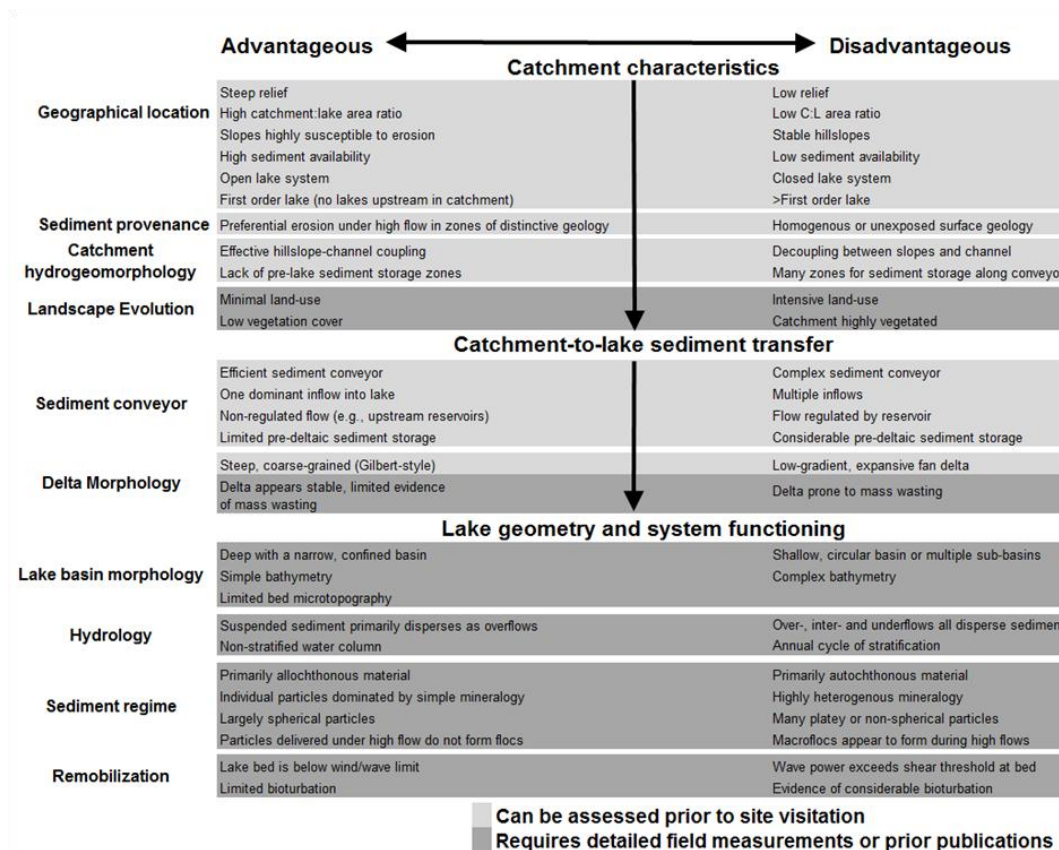 Advantageous Disadvantageous
Catchment characteristics
Geographical location
Steep relief Low relief
High catchment:lake area ratio Low C:L area ratio
Slopes highly susceptible to erosion Stable hillslopes
High sediment availability Low sediment availability
Open lake system Closed lake system
First order lake (no lakes upstream in catchment) >First order lake
Sediment provenance Preferential erosion under high flow in zones of distinctive geology Homogenous or unexposed surface geology
Catchment hydrogeomorphology
Effective hillslope-channel coupling Decoupling between slopes and channel
Lack of pre-lake sediment storage zones Many zones for sediment storage along conveyo
Landscape Evolution
Minimal land-use Intensive land-use
Low vegetation cover Catchment highly vegetated
Catchment-to-lake sediment transfer
Sediment conveyor
Efficient sediment conveyor Complex sediment conveyor
One dominant inflow into lake Multiple inflows
Non-regulated flow (e.g., upstream reservoirs) Flow regulated by reservoir
Limited pre-deltaic sediment storage Considerable pre-deltaic sediment storage
Delta Morphology
Steep, coarse-grained (Gilbert-style) Low-gradient, expansive fan delta
Delta appears stable, limited evidence
of mass wasting Delta prone to mass wasting
Lake geometry and system functioning
Lake basin morphology
Deep with a narrow, confined basin Shallow, circular basin or multiple sub-basins
Simple bathymetry Complex bathymetry
Limited bed microtopography
Hydrology
Suspended sediment primarily disperses as overflows Over-, inter- and underflows all disperse sedimen
Non-stratified water column Annual cycle of stratification
Sediment regime
Primarily allochthonous material Primarily autochthonous material
Individual particles dominated by simple mineralogy Highly heterogenous mineralogy
Largely spherical particles Many platey or non-spherical particles
Particles delivered under high flow do not form flocs Macroflocs appear to form during high flows
Remobilization
Lake bed is below wind/wave limit Wave power exceeds shear threshold at bed
Limited bioturbation Evidence of considerable bioturbation
Can be assessed prior to site visitation
Requires detailed field measurements or prior publications